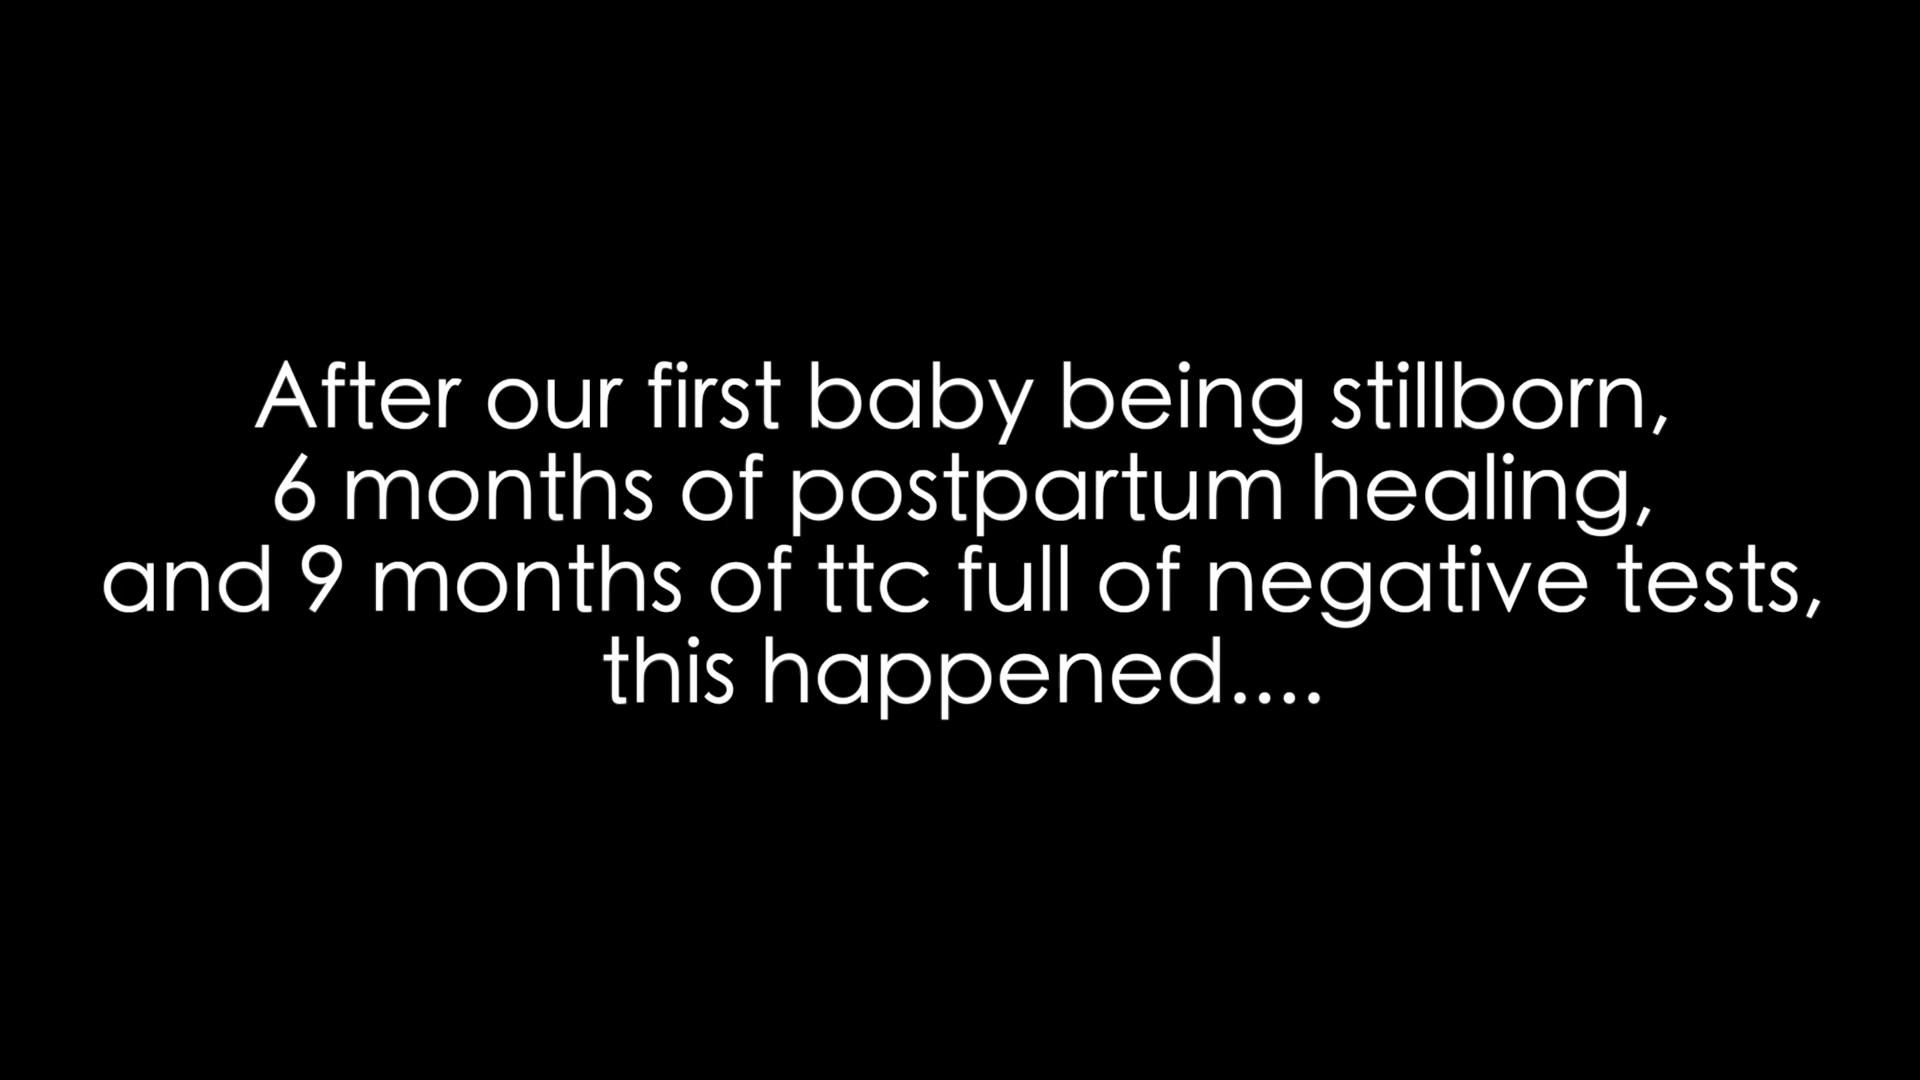 After our first baby being stillborn,
6 months of postpartum healing,
and 9 months of ttc full of negative tests,
this happened....